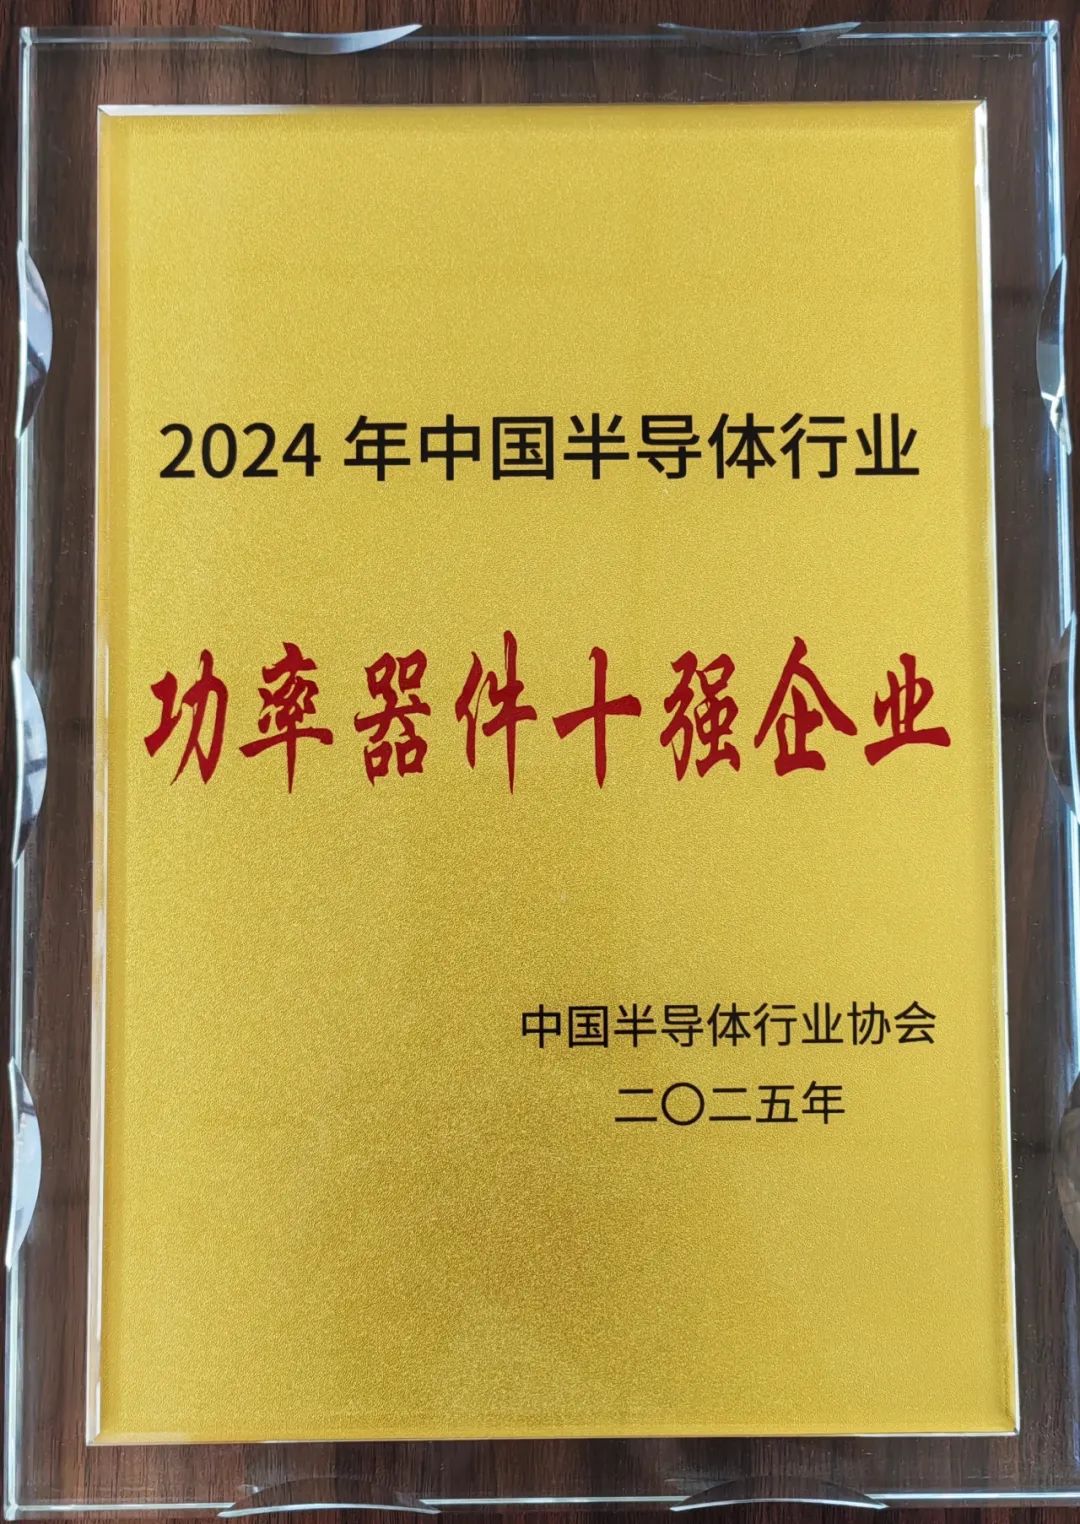 2024 年中国半导体行业
功率器件十强企业
中国半导体行业协会
二〇二五年